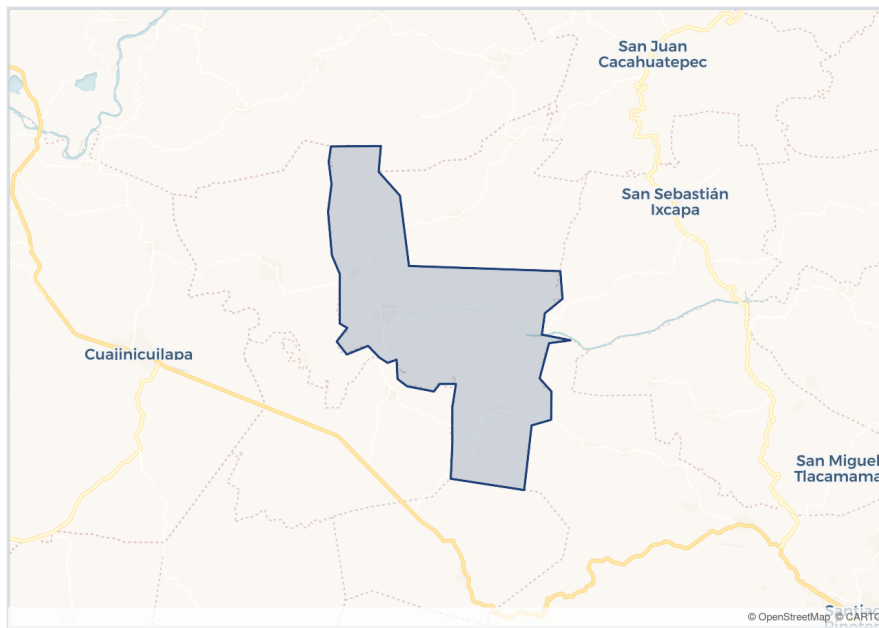 San Juan
Cacahuatepec
San Sebastián
Ixcapa
Cuajinicuilapa
San Miguel
Tlacamama
© OpenStreetMap © CARTO